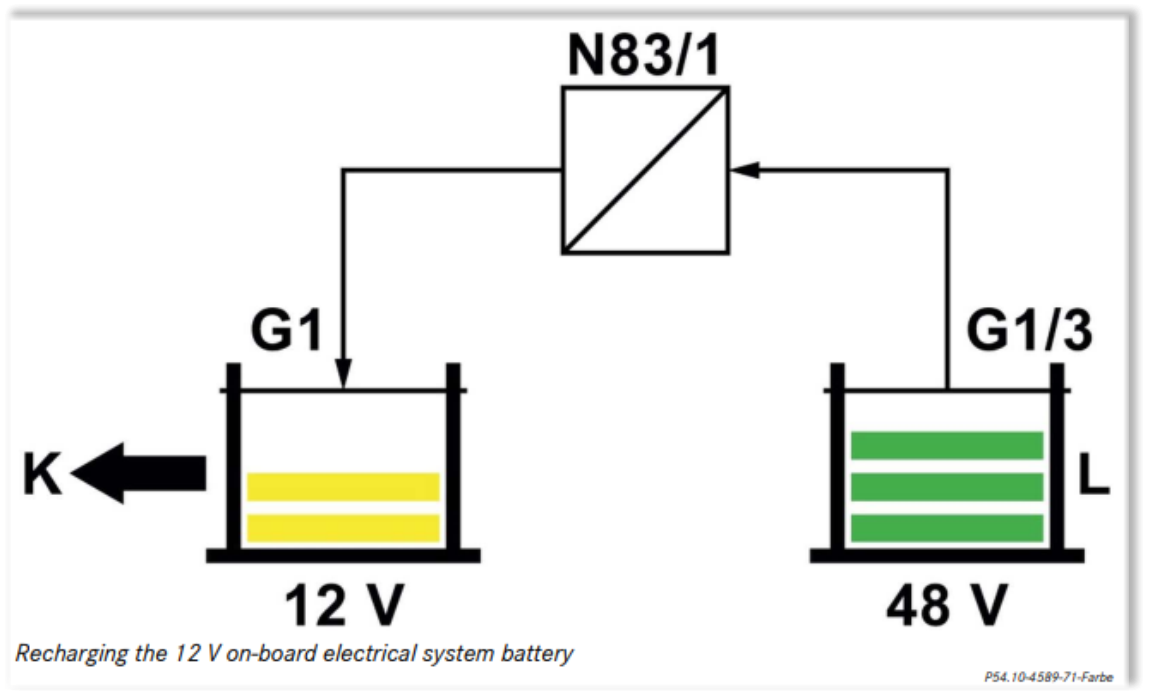 N83/1
G1
G1/3
K
L
12 V
48 V
Recharging the 12 V on-board electrical system battery
P54.10-4589-71-Farbe